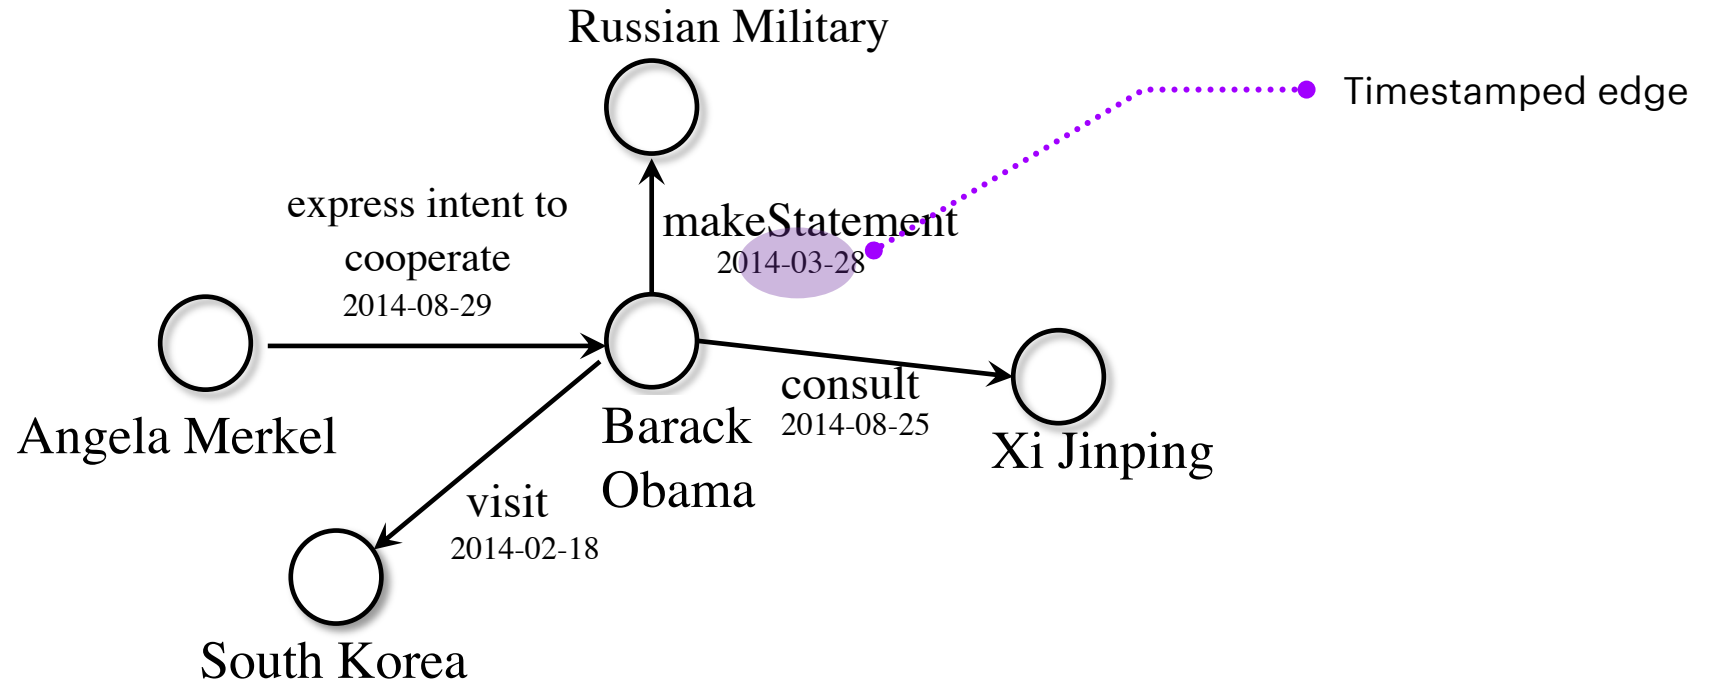 Russian Military
Timestamped edge
express intent to
cooperate
2014-08-29
makeStatement
2014-03-28
Angela Merkel
Barack
Obama
consult
2014-08-25
Xi Jinping
visit
2014-02-18
South Korea